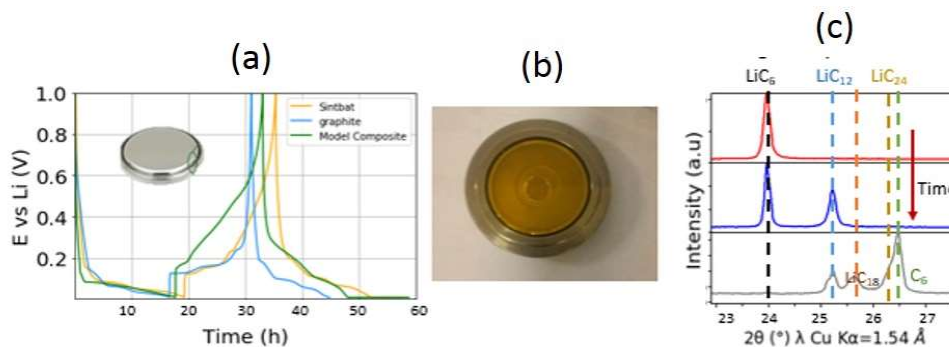 (a)
(b)
(c)
LiC₆
LiC₁₂
LiC₂₄
E vs Li (V)
1.0
0.8
0.6
0.4
0.2
Sintbat
graphite
Model Composite
0 10 20 30 40 50 60
Time (h)
Intensity (a.u)
Time
LiC₁₈
C₆
23 24 25 26 27
2θ (°) λ Cu Kα=1.54 Å